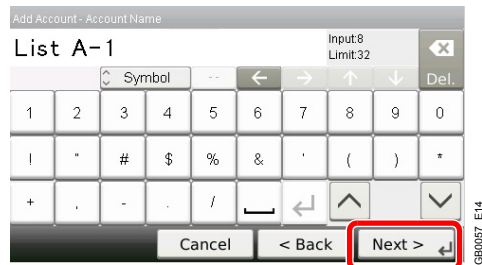 Add Account - Account Name
List A-1
Input:8
Limit:32
Symbol -- ← → ↑ ↓ Del.
1 2 3 4 5 6 7 8 9 0
! " # $ % & ' ( ) *
+ , - . /
Cancel < Back Next >
GB0057_E14